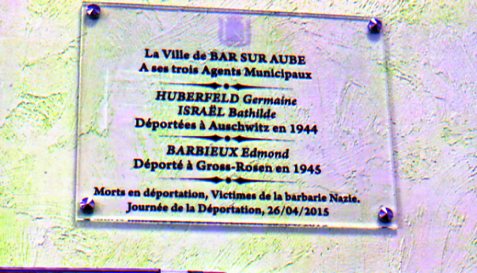 La Ville de BAR SUR AUBE
A ses trois Agents Municipaux
HUBERFELD Germaine
ISRAËL Bathilde
Déportées à Auschwitz en 1944
BARBIEUX Edmond
Déporté à Gross-Rosen en 1945
Morts en déportation, Victimes de la barbarie Nazie.
Journée de la Déportation, 26/04/2015